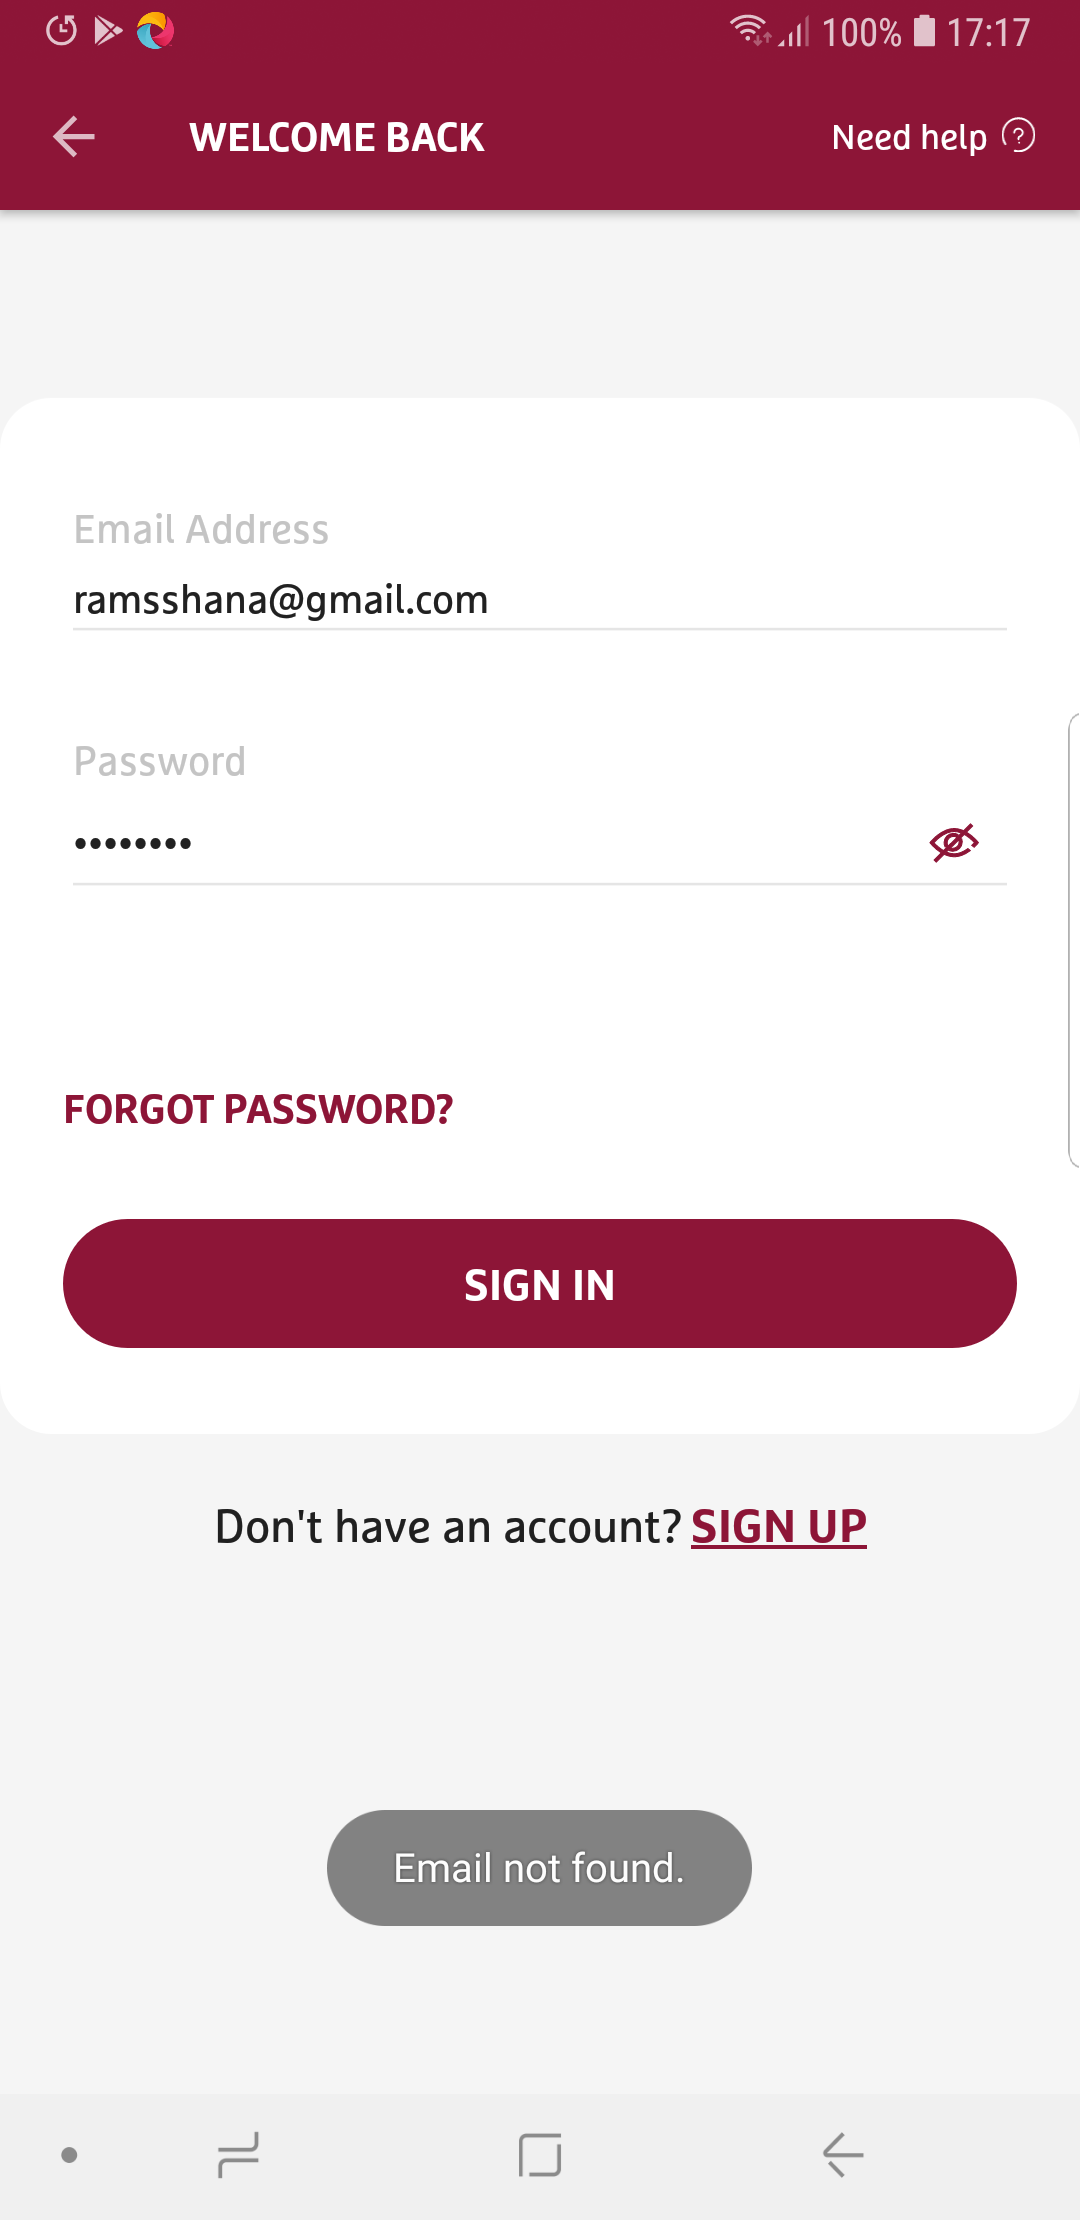 100% 17:17
WELCOME BACK
Need help ?
Email Address
ramsshana@gmail.com
Password
••••••••
FORGOT PASSWORD?
SIGN IN
Don't have an account? SIGN UP
Email not found.